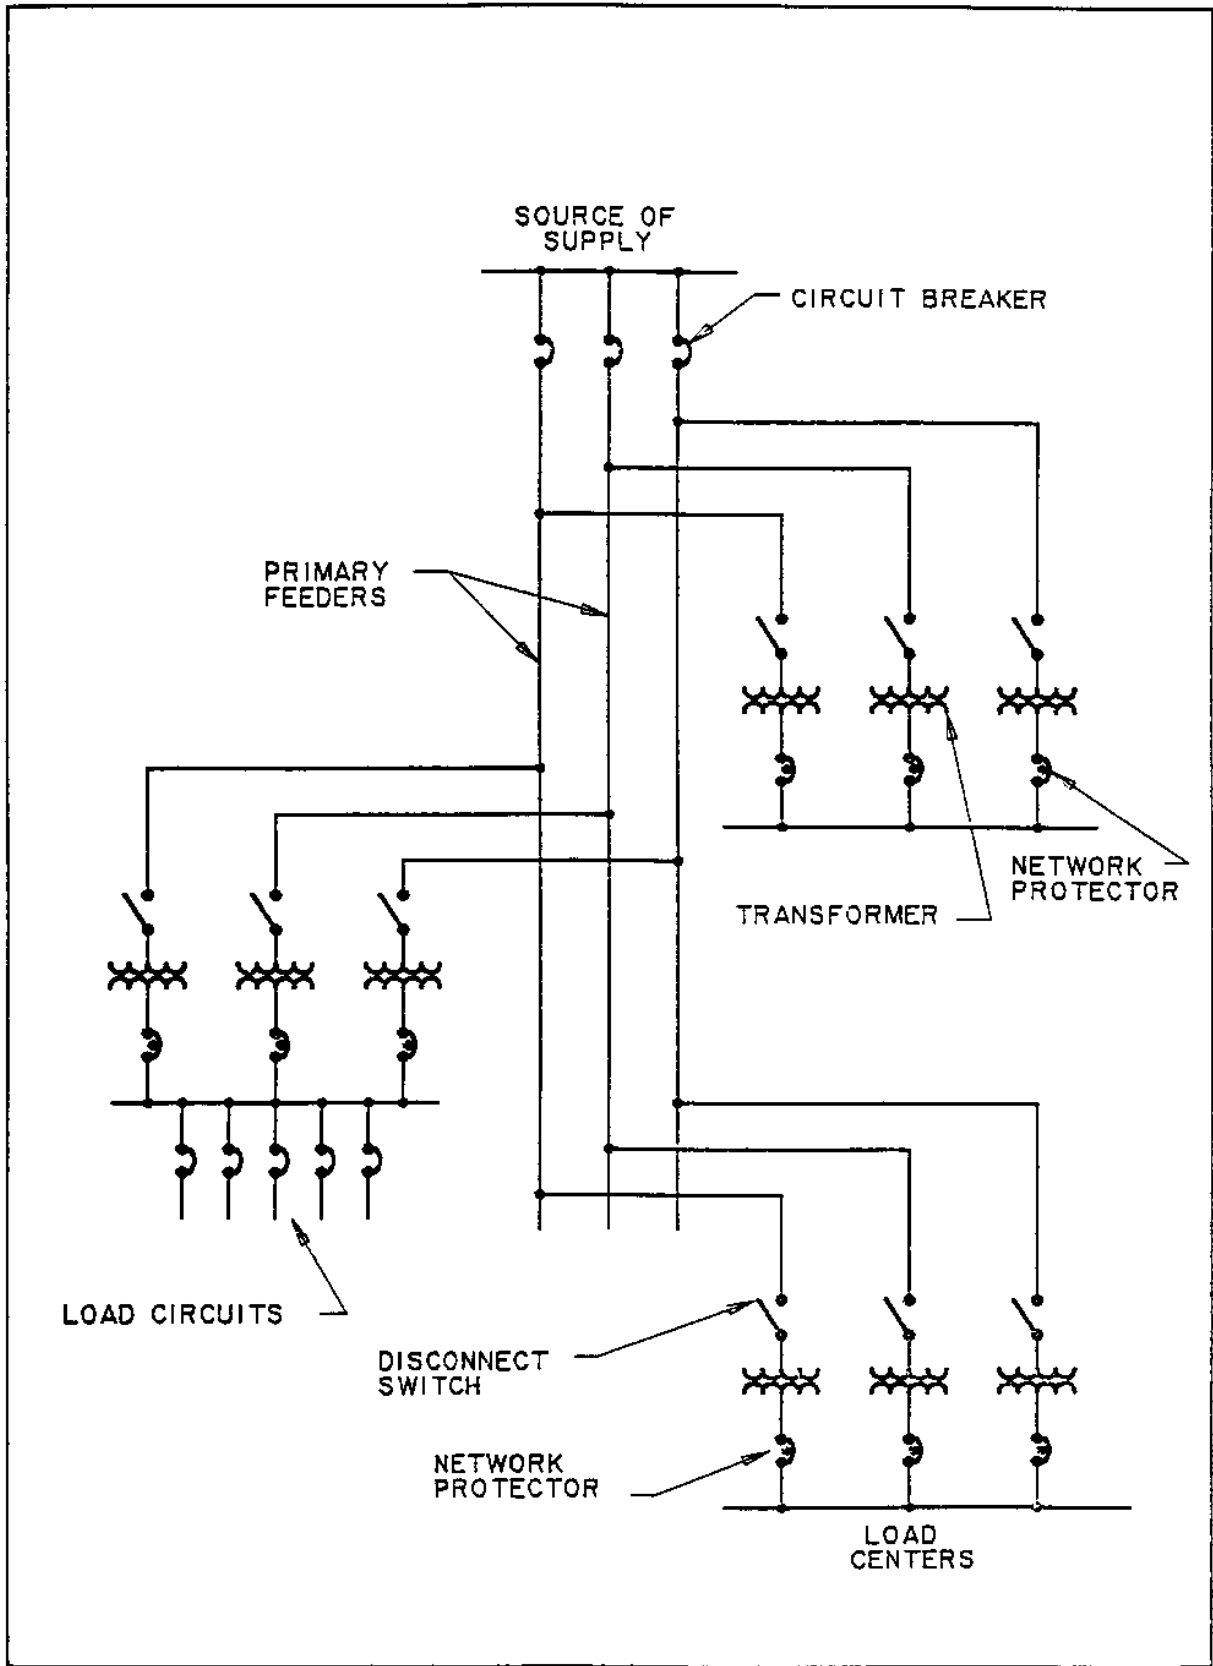 SOURCE OF
SUPPLY
CIRCUIT BREAKER
PRIMARY
FEEDERS
NETWORK
PROTECTOR
TRANSFORMER
LOAD CIRCUITS
DISCONNECT
SWITCH
NETWORK
PROTECTOR
LOAD
CENTERS